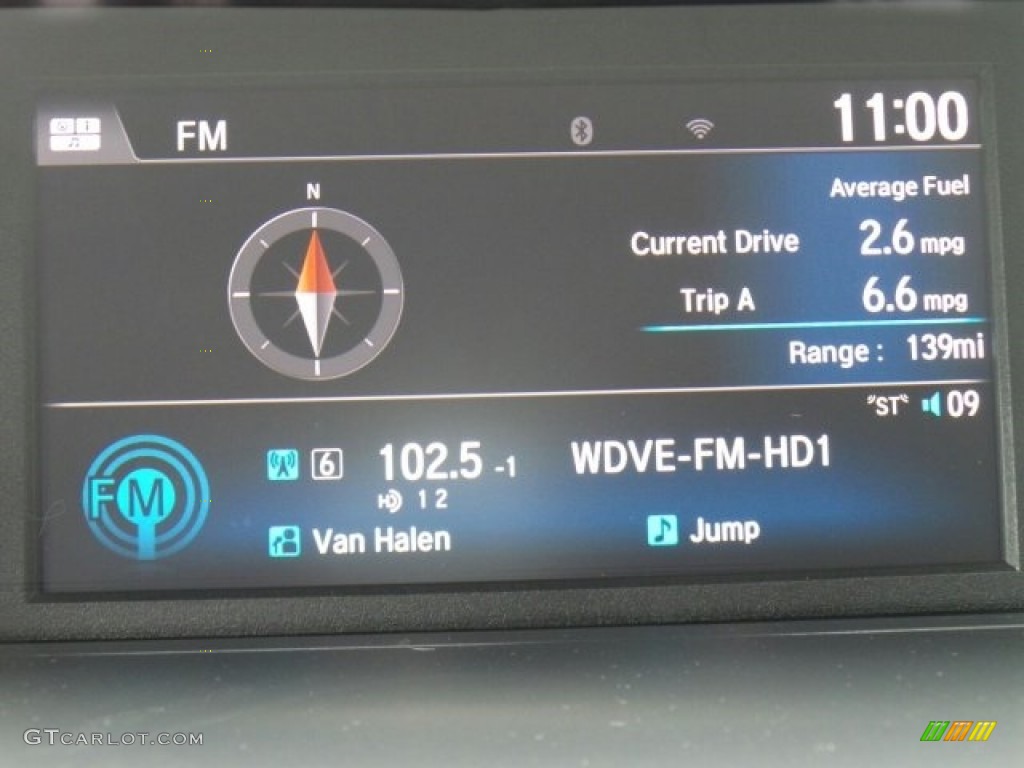 FM
11:00
N
Average Fuel
Current Drive 2.6 mpg
Trip A 6.6 mpg
Range : 139mi
"ST" 09
FM
6 102.5 -1 WDVE-FM-HD1
HD 1 2
Van Halen
Jump
GTCARLOT.COM